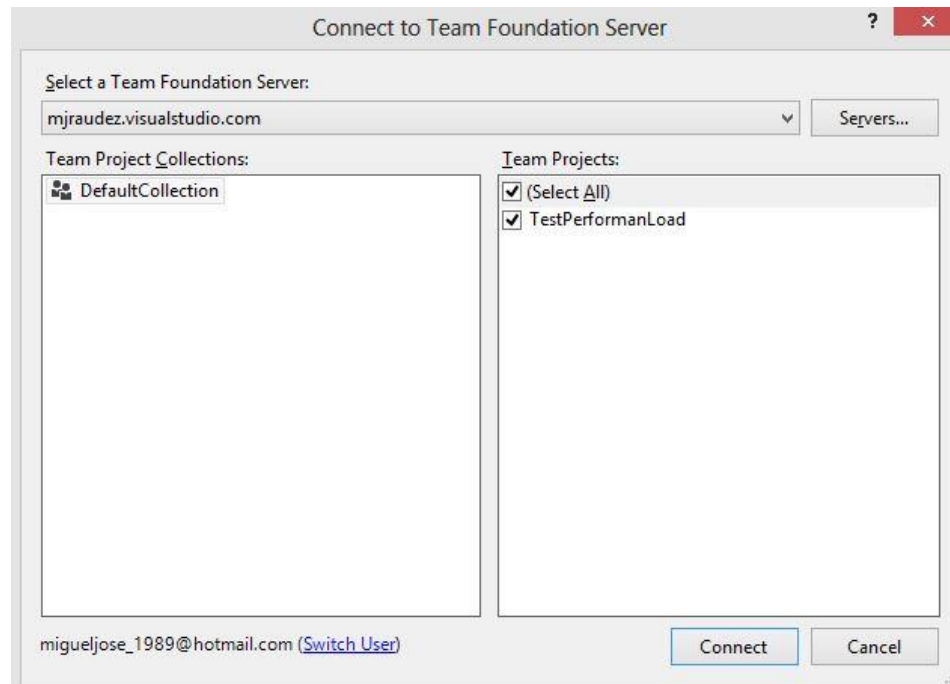 Connect to Team Foundation Server
?
Select a Team Foundation Server:
mjraudez.visualstudio.com
Servers...
Team Project Collections:
Team Projects:
DefaultCollection
(Select All)
TestPerformanLoad
migueljose_1989@hotmail.com (Switch User)
Connect
Cancel